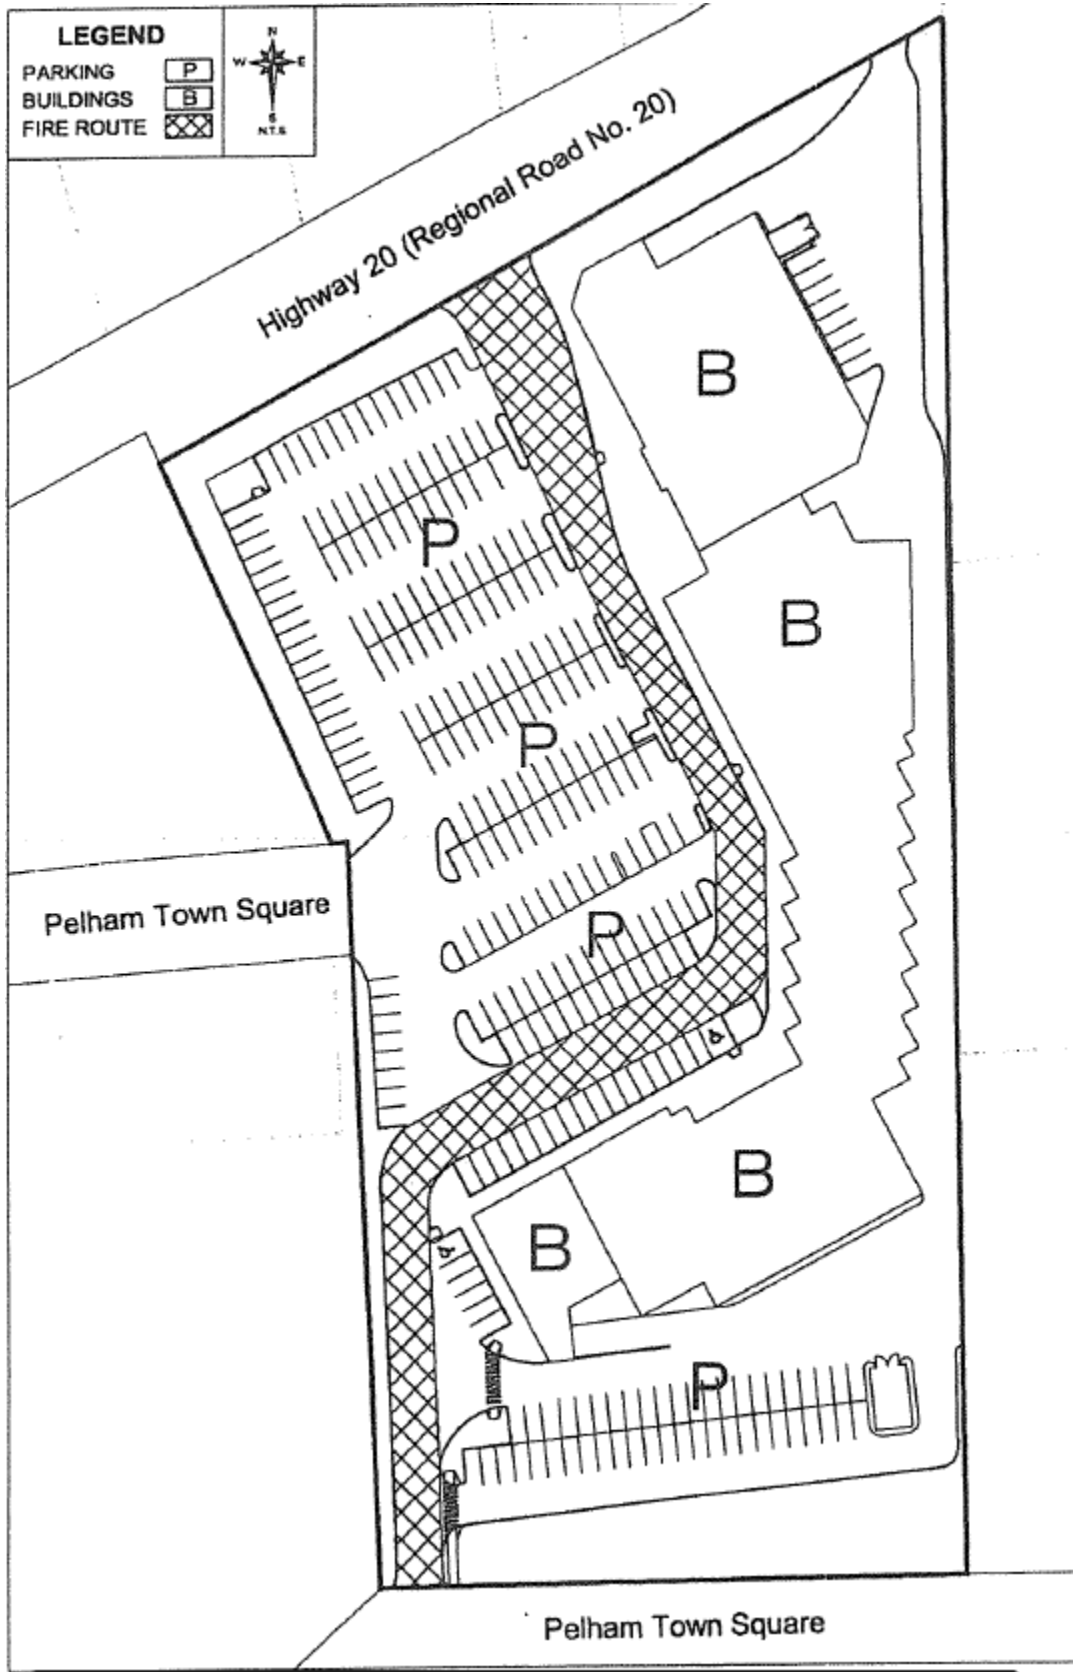 LEGEND
PARKING P
BUILDINGS B
FIRE ROUTE
N
W E
S
N.T.S
Highway 20 (Regional Road No. 20)
B
P
B
P
Pelham Town Square
P
B
B
P
Pelham Town Square